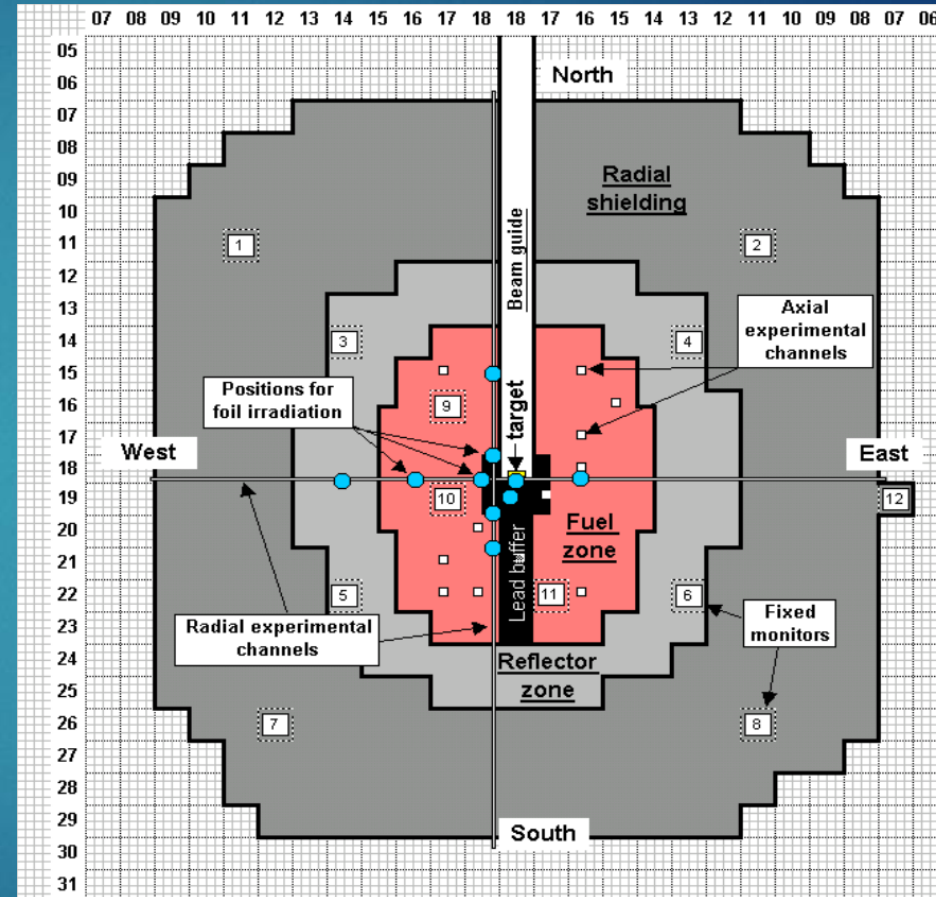 07 08 09 10 11 12 13 14 15 16 17 18 18 17 16 15 14 13 12 11 10 09 08 07 06
05
06
07
08
09
10
11
12
13
14
15
16
17
18
19
20
21
22
23
24
25
26
27
28
29
30
31
North
Radial
shielding
Beam guide
1
2
3
4
Axial
experimental
channels
Positions for
foil irradiation
9
target
West
East
10
12
Fuel
zone
Lead buffer
5
11
6
Radial experimental
channels
Fixed
monitors
Reflector
zone
7
8
South